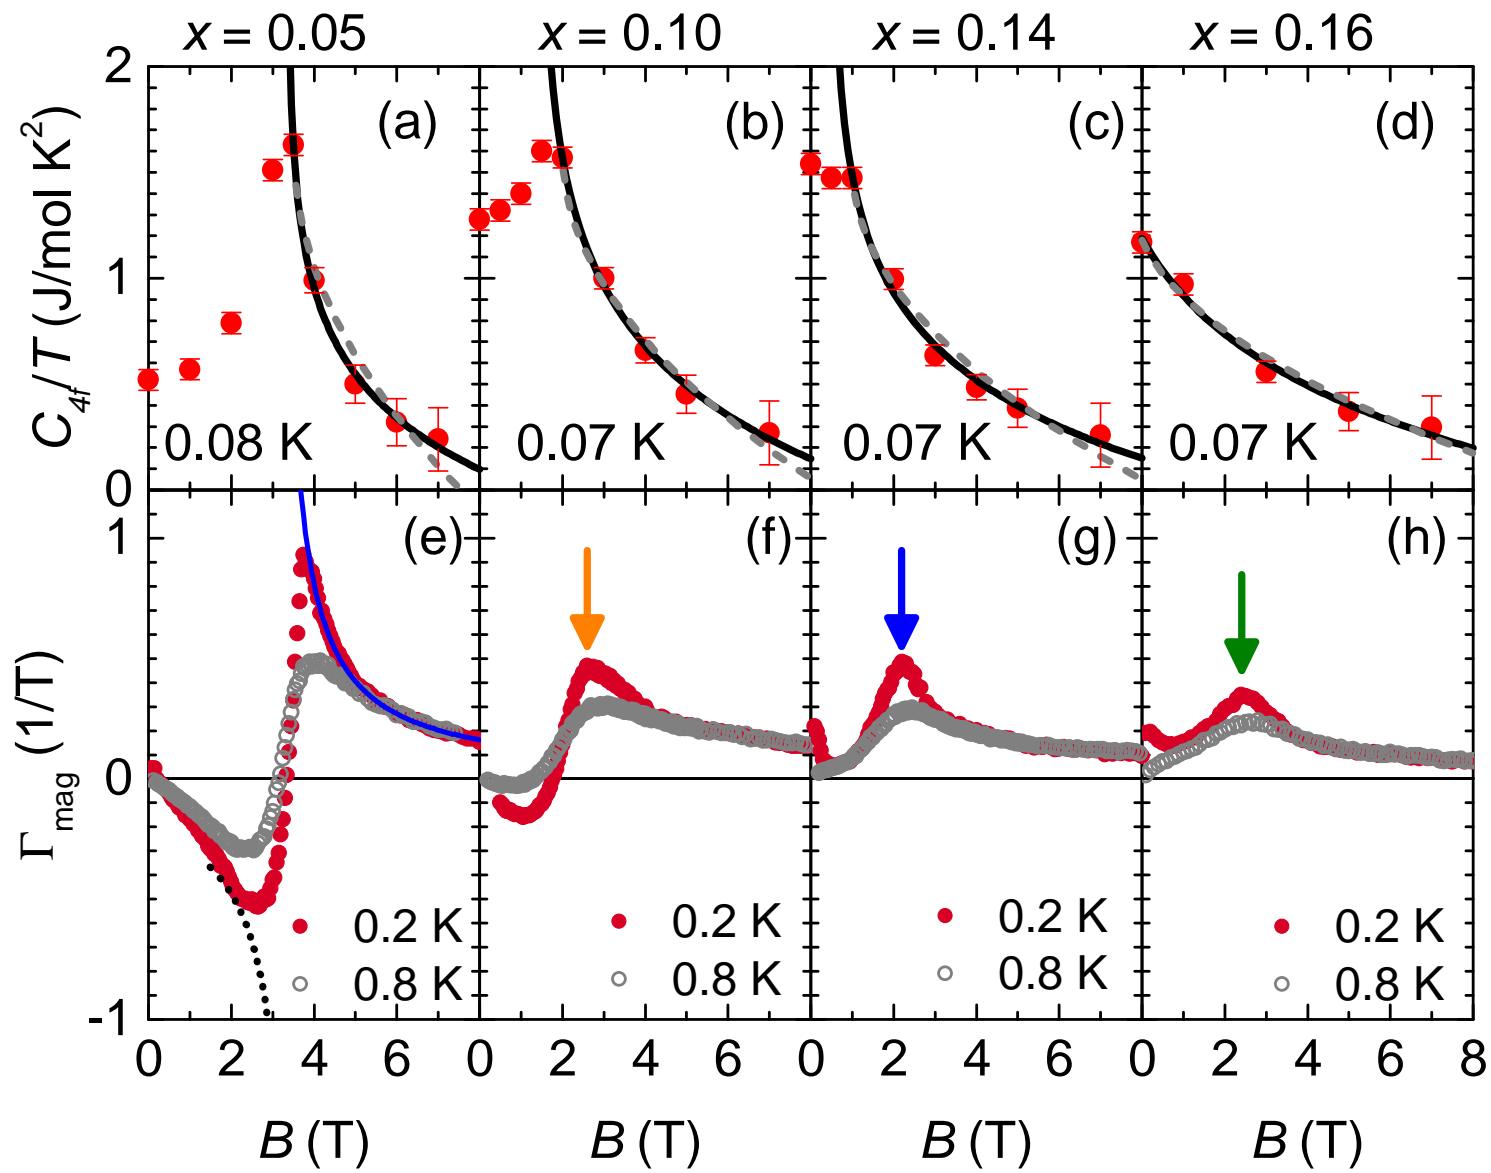 x = 0.05 x = 0.10 x = 0.14 x = 0.16
2
(a) (b) (c) (d)
C4f/T (J/mol K2)
1
0.08 K 0.07 K 0.07 K 0.07 K
0
(e) (f) (g) (h)
1
Γmag (1/T)
0
0.2 K 0.2 K 0.2 K 0.2 K
0.8 K 0.8 K 0.8 K 0.8 K
-1
0 2 4 6 0 2 4 6 0 2 4 6 0 2 4 6 8
B (T) B (T) B (T) B (T)